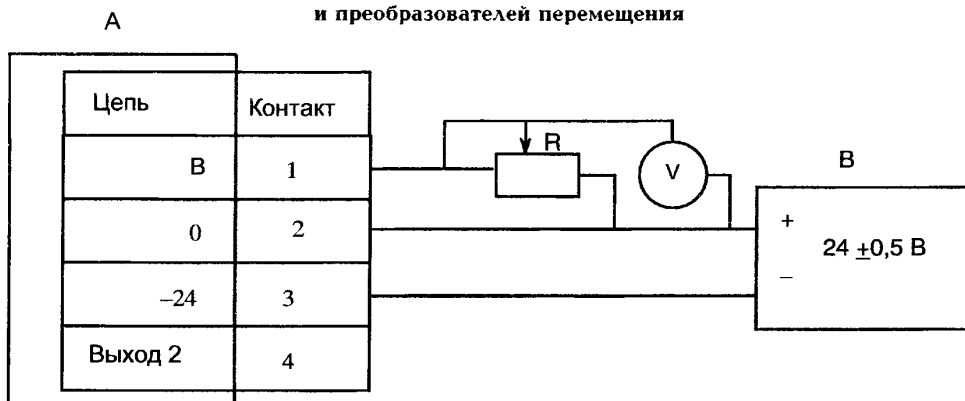 и преобразователей перемещения
А
Цепь Контакт
В 1
0 2
–24 3
Выход 2 4
R
V
В
+
24 ±0,5 В
–